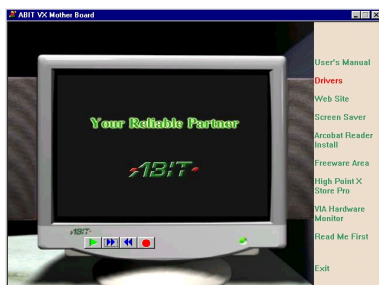 ABIT VX Mother Board
Your Reliable Partner
ABIT
ABIT
User's Manual
Drivers
Web Site
Screen Saver
Arcobat Reader
Install
Freeware Area
High Point X
Store Pro
VIA Hardware
Monitor
Read Me First
Exit